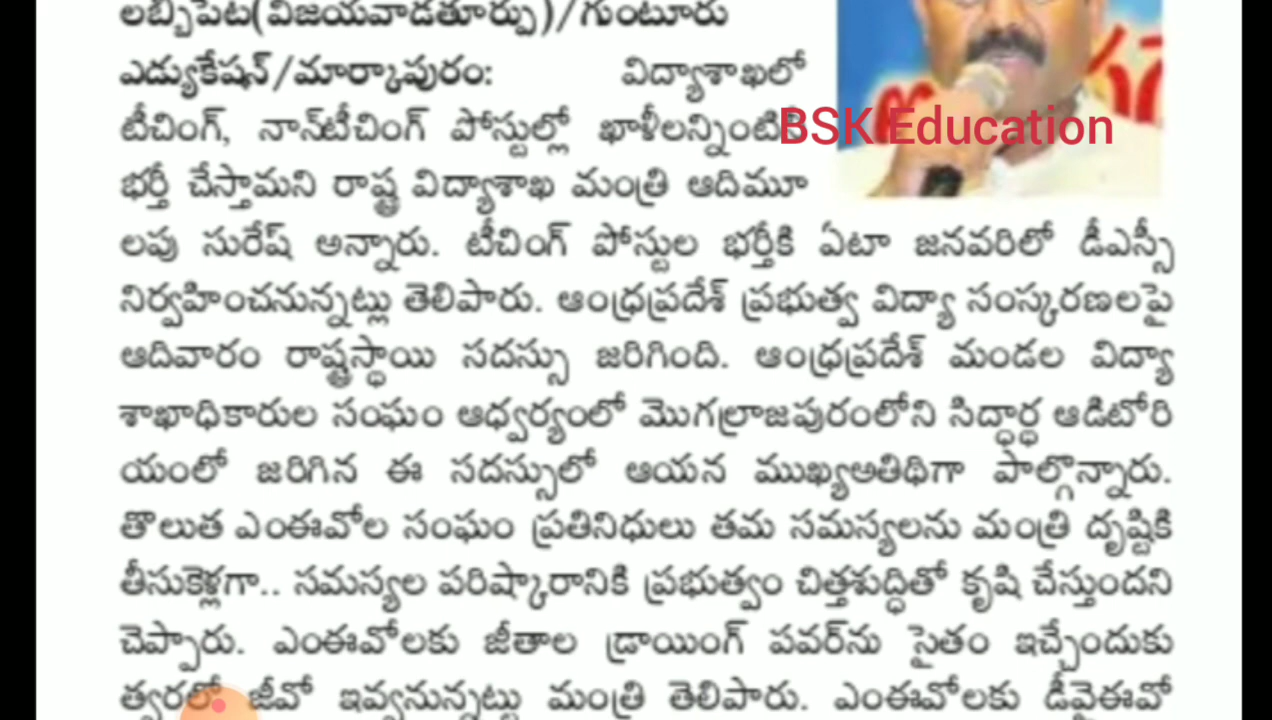 లబ్బీపేట(విజయవాడతూర్పు)/గుంటూరు
ఎడ్యుకేషన్/మార్కాపురం: విద్యాశాఖలో
టీచింగ్, నాన్‌టీచింగ్ పోస్టుల్లో ఖాళీలన్నింటినీ
BSK Education
భర్తీ చేస్తామని రాష్ట్ర విద్యాశాఖ మంత్రి ఆదిమూ
లపు సురేష్ అన్నారు. టీచింగ్ పోస్టుల భర్తీకి ఏటా జనవరిలో డీఎస్సీ
నిర్వహించనున్నట్లు తెలిపారు. ఆంధ్రప్రదేశ్ ప్రభుత్వ విద్యా సంస్కరణలపై
ఆదివారం రాష్ట్రస్థాయి సదస్సు జరిగింది. ఆంధ్రప్రదేశ్ మండల విద్యా
శాఖాధికారుల సంఘం ఆధ్వర్యంలో మొగల్రాజపురంలోని సిద్ధార్థ ఆడిటోరి
యంలో జరిగిన ఈ సదస్సులో ఆయన ముఖ్యఅతిథిగా పాల్గొన్నారు.
తొలుత ఎంఈవోల సంఘం ప్రతినిధులు తమ సమస్యలను మంత్రి దృష్టికి
తీసుకెళ్లగా.. సమస్యల పరిష్కారానికి ప్రభుత్వం చిత్తశుద్ధితో కృషి చేస్తుందని
చెప్పారు. ఎంఈవోలకు జీతాల డ్రాయింగ్ పవర్‌ను సైతం ఇచ్చేందుకు
త్వరలో జీవో ఇవ్వనున్నట్టు మంత్రి తెలిపారు. ఎంఈవోలకు డీవైఈవో